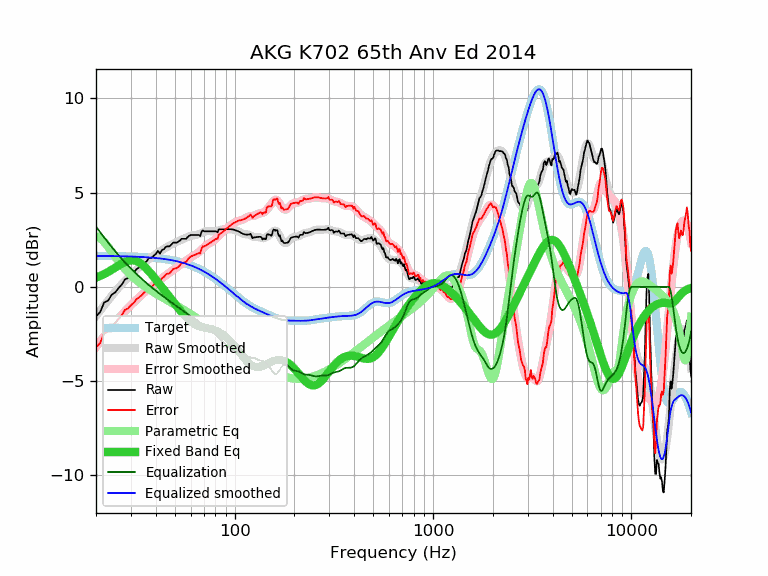 AKG K702 65th Anv Ed 2014
10
5
0
−5
−10
Amplitude (dBr)
Target
Raw Smoothed
Error Smoothed
Raw
Error
Parametric Eq
Fixed Band Eq
Equalization
Equalized smoothed
100 1000 10000
Frequency (Hz)